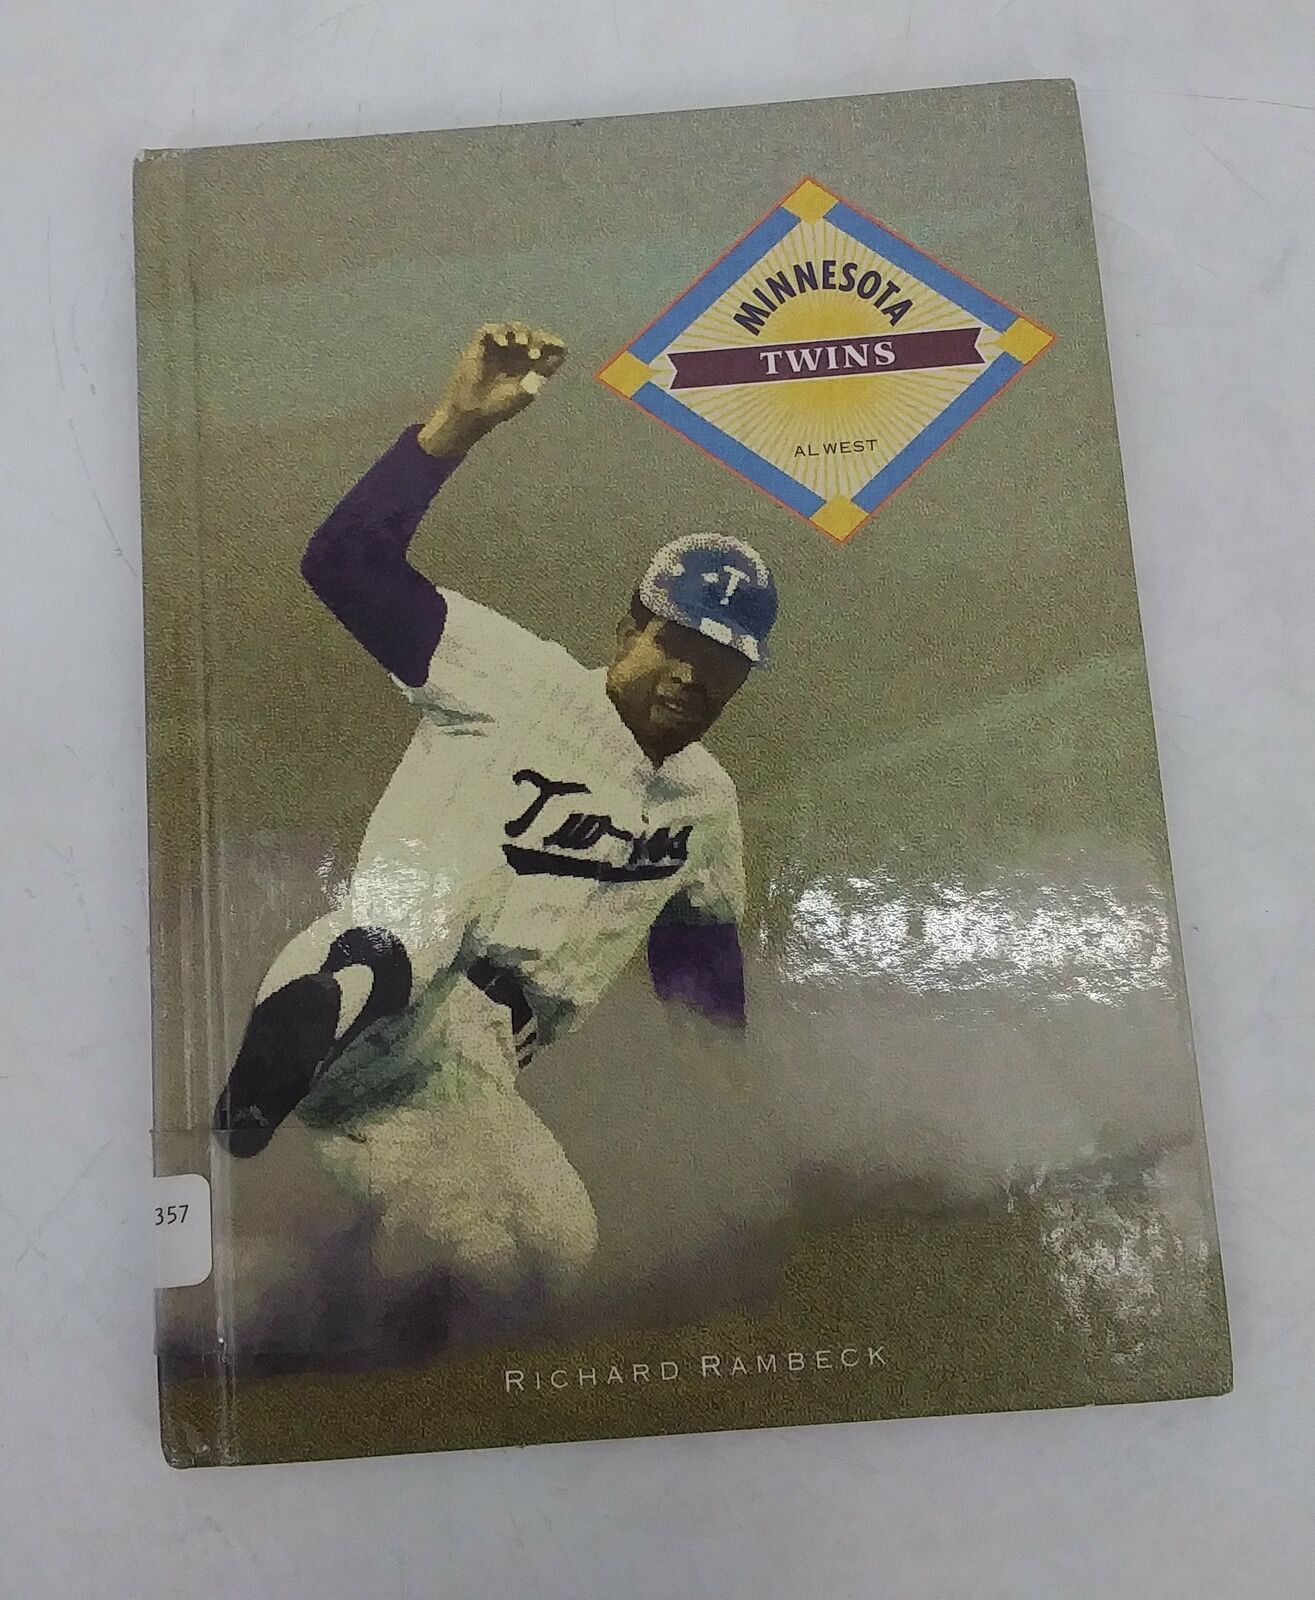 MINNESOTA
TWINS
AL WEST
T
Twins
357
RICHARD RAMBECK